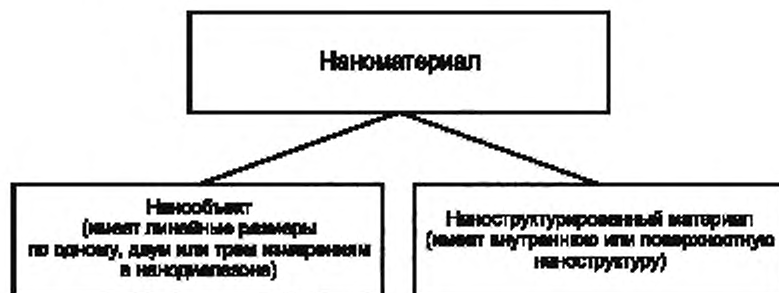 Наноматериал
Нанообъект
(имеет линейные размеры
по одному, двум или трем измерениям
в нанодиапазоне)
Наноструктурированный материал
(имеет внутреннюю или поверхностную
наноструктуру)